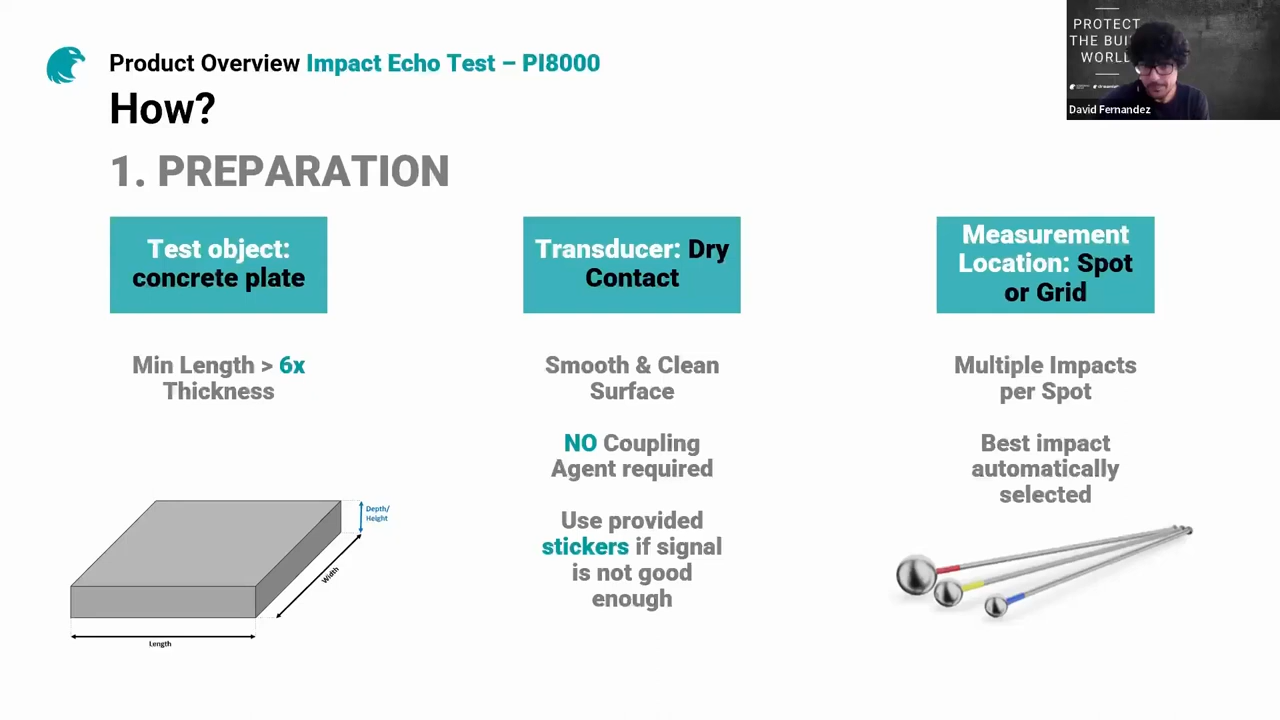 PROTECT
THE BUI
WORLD
David Fernandez
Product Overview Impact Echo Test – PI8000
How?
1. PREPARATION
Test object:
concrete plate
Min Length > 6x
Thickness
Depth/
Height
Width
Length
Transducer: Dry
Contact
Smooth & Clean
Surface
NO Coupling
Agent required
Use provided
stickers if signal
is not good
enough
Measurement
Location: Spot
or Grid
Multiple Impacts
per Spot
Best impact
automatically
selected